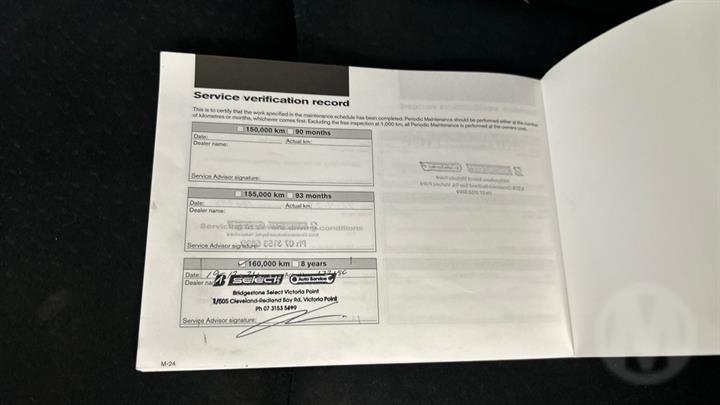 Service verification record
This is to certify that the work specified in the maintenance schedule has been completed. Periodic Maintenance should be performed either at the number
of kilometres or months, whichever comes first. Excluding the free inspection at 1,000 km, all Periodic Maintenance is performed at the owners cost.
150,000 km 90 months
Date: Actual km:
Dealer name:
Service Advisor signature:
155,000 km 93 months
Date: Actual km:
Dealer name:
Service Advisor signature:
160,000 km 8 years
Date:
Dealer
SELECT Auto Service
Bridgestone Select Victoria Point
1/505 Cleveland-Redland Bay Rd, Victoria Point
Ph 07 3153 5499
Service Advisor signature:
M-24
M